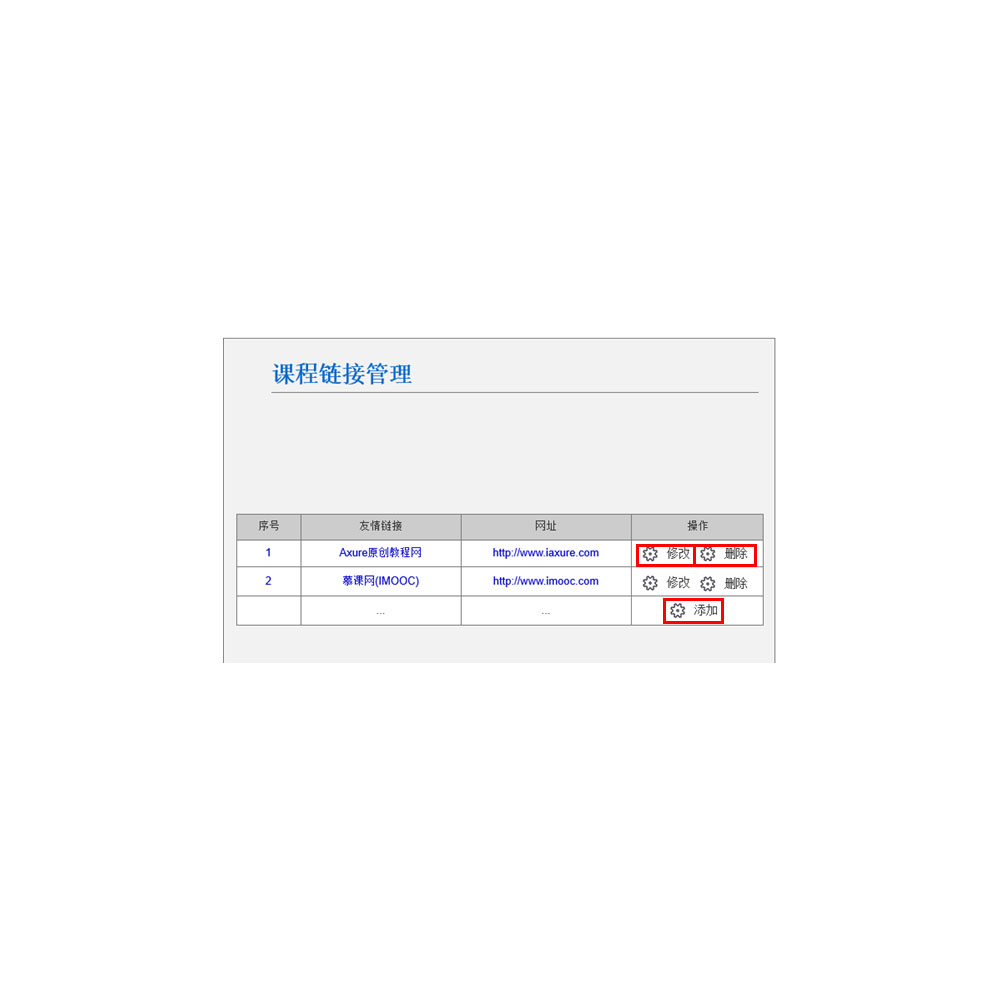 课程链接管理
序号 友情链接 网址 操作
1 Axure原创教程网 http://www.iaxure.com 修改 删除
2 慕课网(IMOOC) http://www.imooc.com 修改 删除
... ... 添加